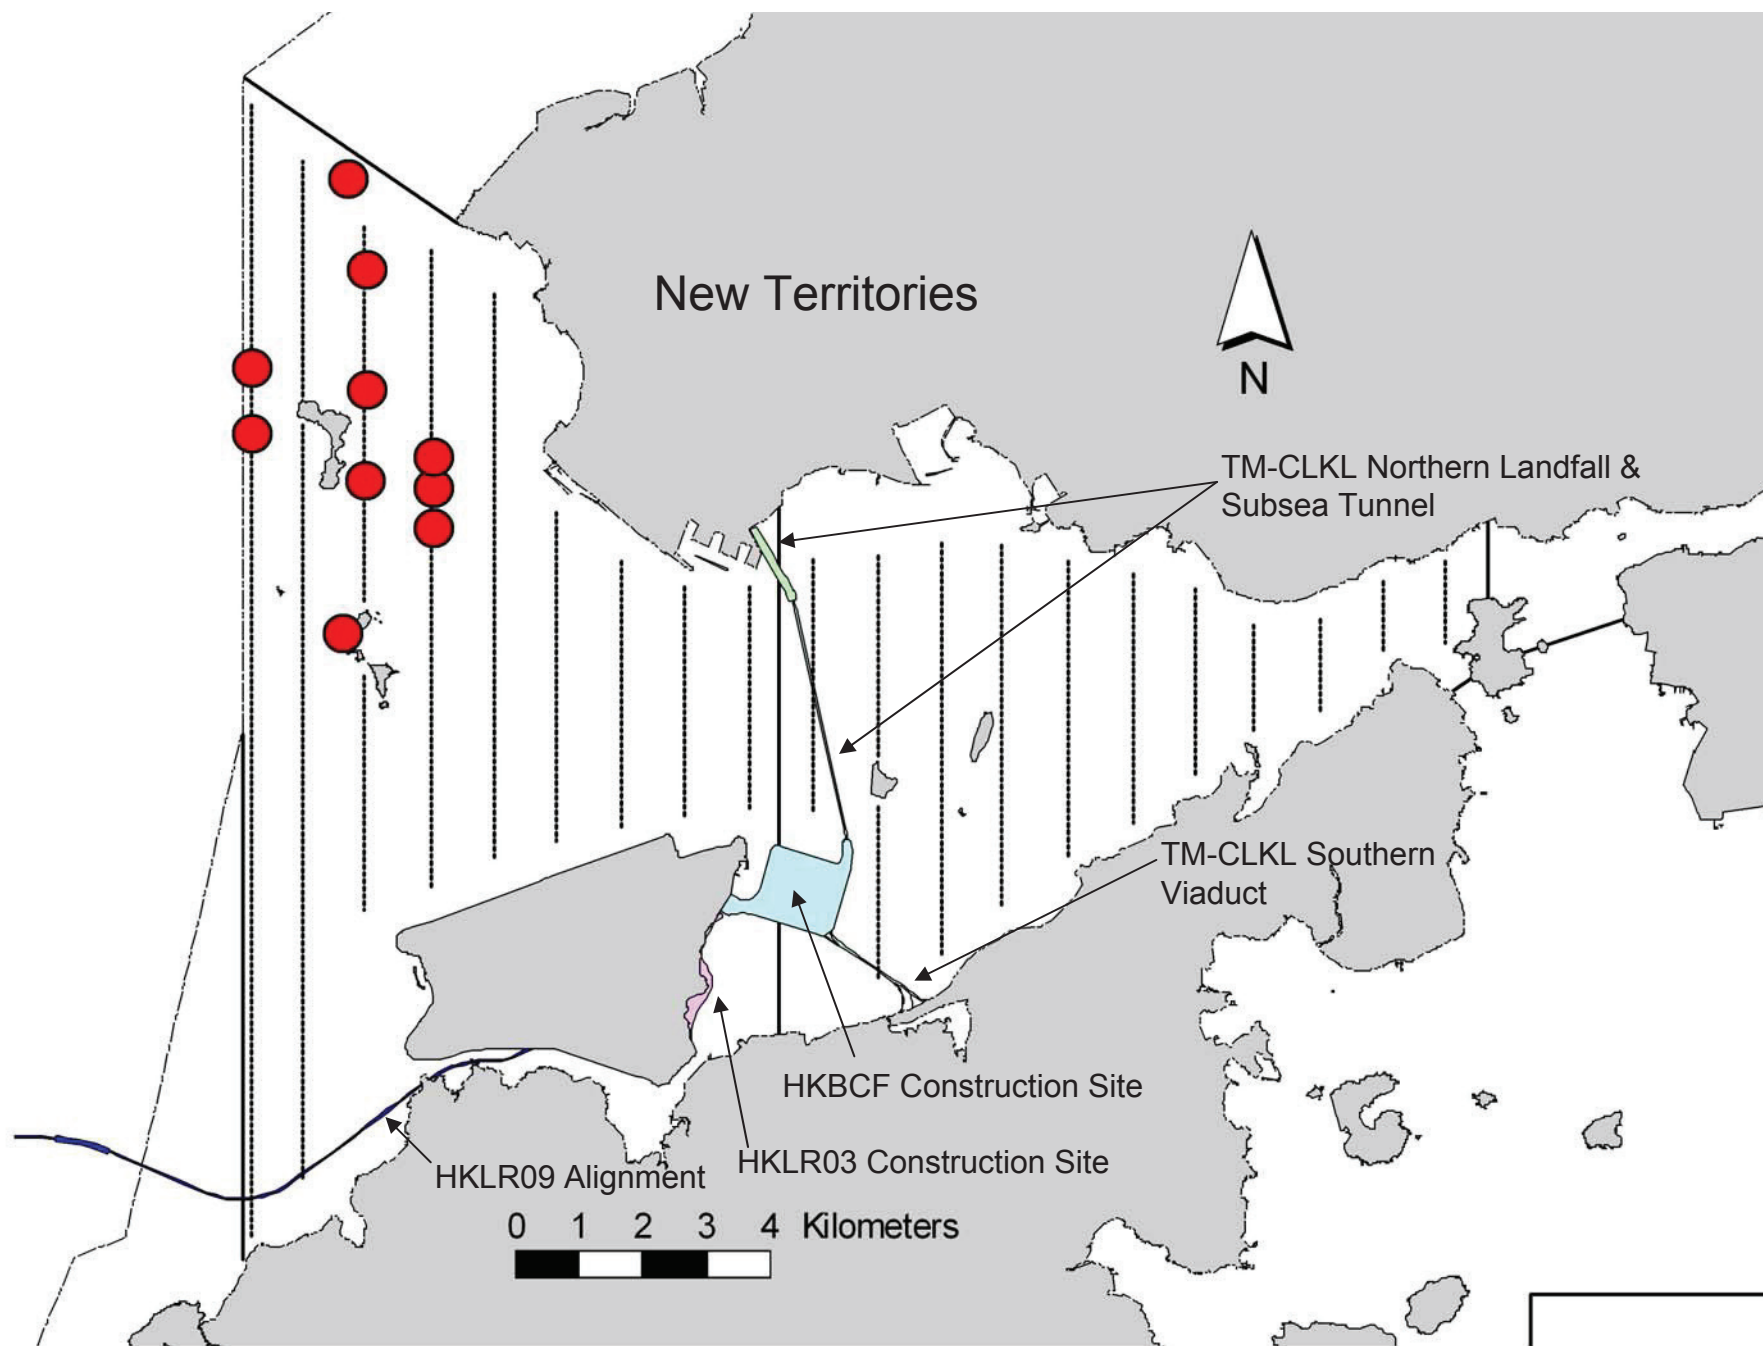 New Territories
N
TM-CLKL Northern Landfall &
Subsea Tunnel
TM-CLKL Southern
Viaduct
HKBCF Construction Site
HKLR03 Construction Site
HKLR09 Alignment
0 1 2 3 4 Kilometers